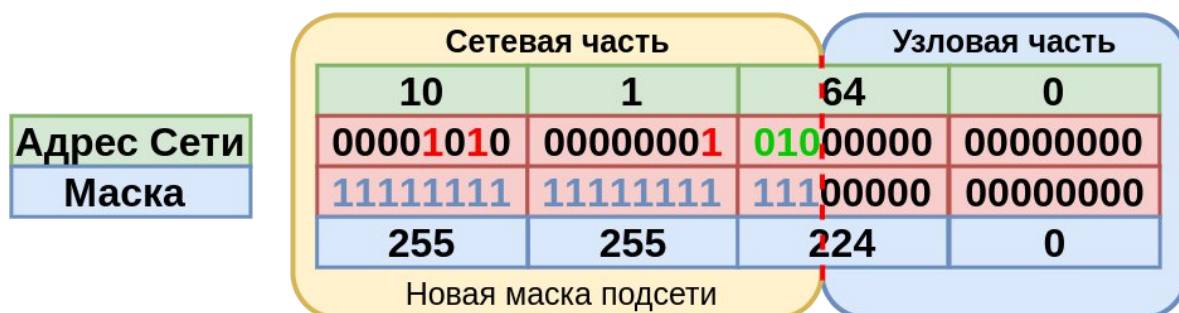 Сетевая часть Узловая часть
10 1 64 0
Адрес Сети 00001010 00000001 01000000 00000000
Маска 11111111 11111111 11100000 00000000
255 255 224 0
Новая маска подсети